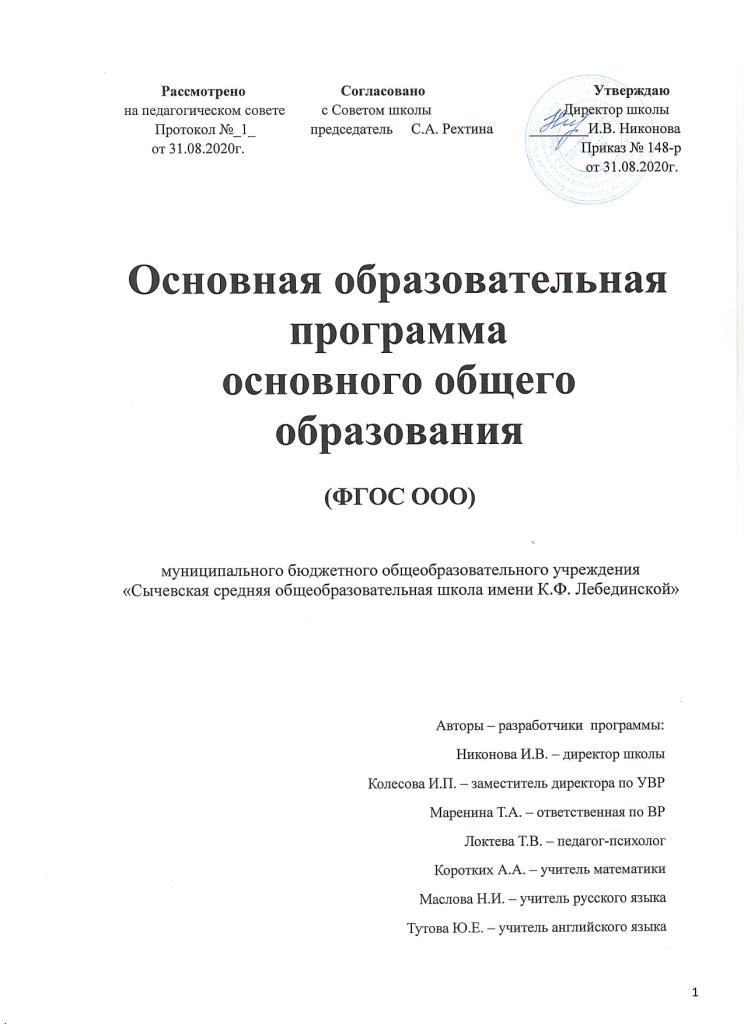 Рассмотрено Согласовано Утверждаю
на педагогическом совете с Советом школы Директор школы
Протокол №_1_ председатель С.А. Рехтина ________И.В. Никонова
от 31.08.2020г. Приказ № 148-р
от 31.08.2020г.
Основная образовательная
программа
основного общего
образования
(ФГОС ООО)
муниципального бюджетного общеобразовательного учреждения
«Сычевская средняя общеобразовательная школа имени К.Ф. Лебединской»
Авторы – разработчики программы:
Никонова И.В. – директор школы
Колесова И.П. – заместитель директора по УВР
Маренина Т.А. – ответственная по ВР
Локтева Т.В. – педагог-психолог
Коротких А.А. – учитель математики
Маслова Н.И. – учитель русского языка
Тутова Ю.Е. – учитель английского языка
1